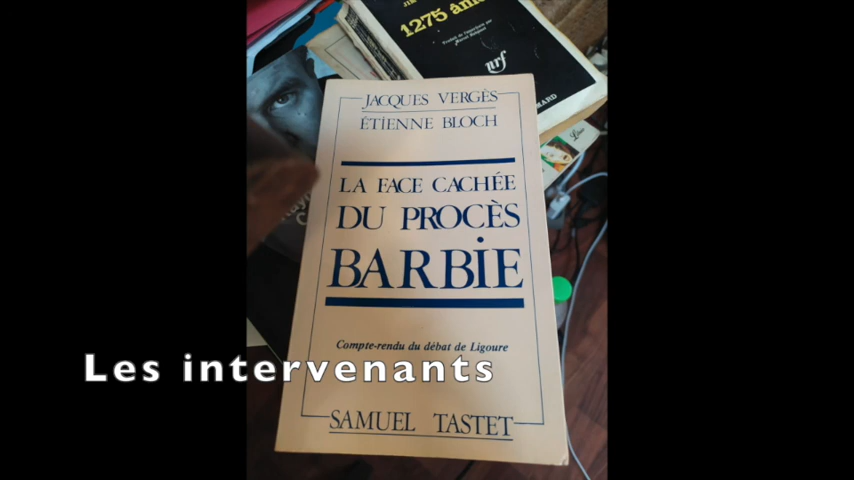 1275 âm
nrf
JACQUES VERGÈS
ÉTIENNE BLOCH
LA FACE CACHÉE
DU PROCÈS
BARBIE
Compte-rendu du débat de Ligoure
Les intervenants
SAMUEL TASTET